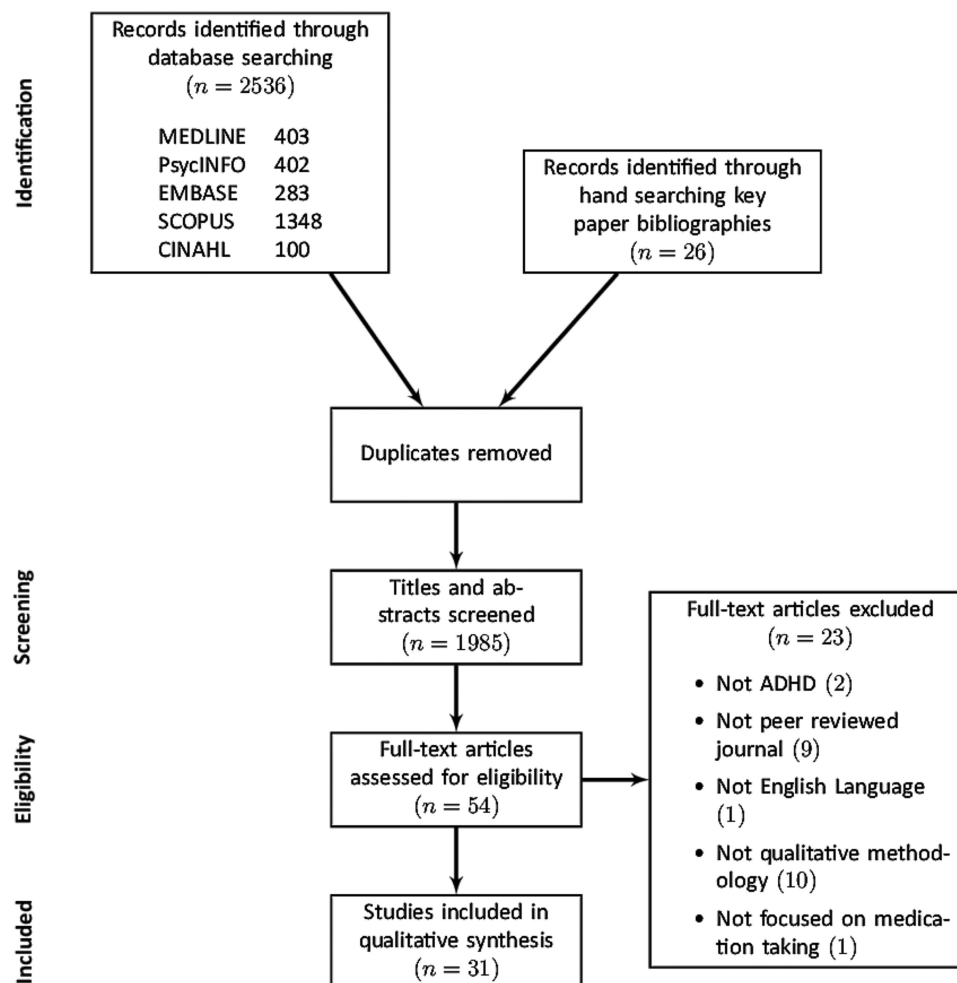 Identification
Records identified through
database searching
(n = 2536)
MEDLINE 403
PsycINFO 402
EMBASE 283
SCOPUS 1348
CINAHL 100
Records identified through
hand searching key
paper bibliographies
(n = 26)
Duplicates removed
Screening
Titles and ab-
stracts screened
(n = 1985)
Eligibility
Full-text articles
assessed for eligibility
(n = 54)
Full-text articles excluded
(n = 23)
• Not ADHD (2)
• Not peer reviewed
journal (9)
• Not English Language
(1)
• Not qualitative method-
ology (10)
• Not focused on medica-
tion taking (1)
Included
Studies included in
qualitative synthesis
(n = 31)